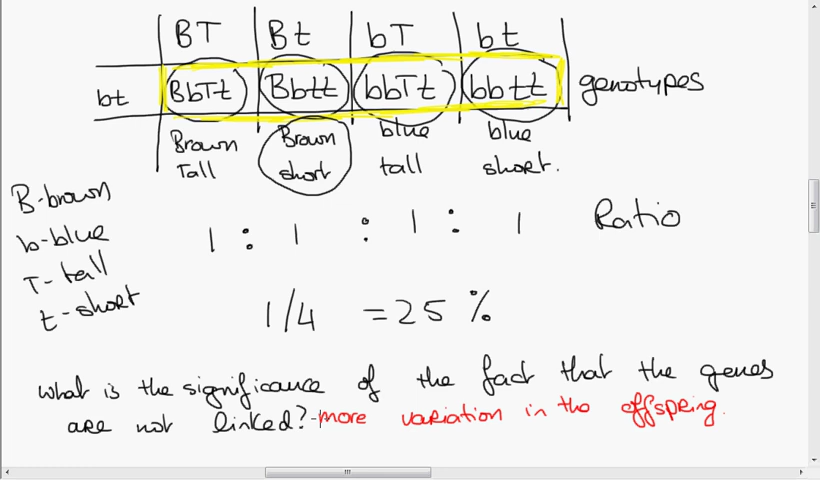 BT Bt bT bt
bt BbTt Bbtt bbTt bbtt genotypes
Brown Brown blue blue
Tall short tall short.
B-brown
b-blue
T-tall
t-short
1 : 1 : 1 : 1 Ratio
1/4 = 25 %
what is the significance of the fact that the genes
are not linked?-more variation in the offspring.